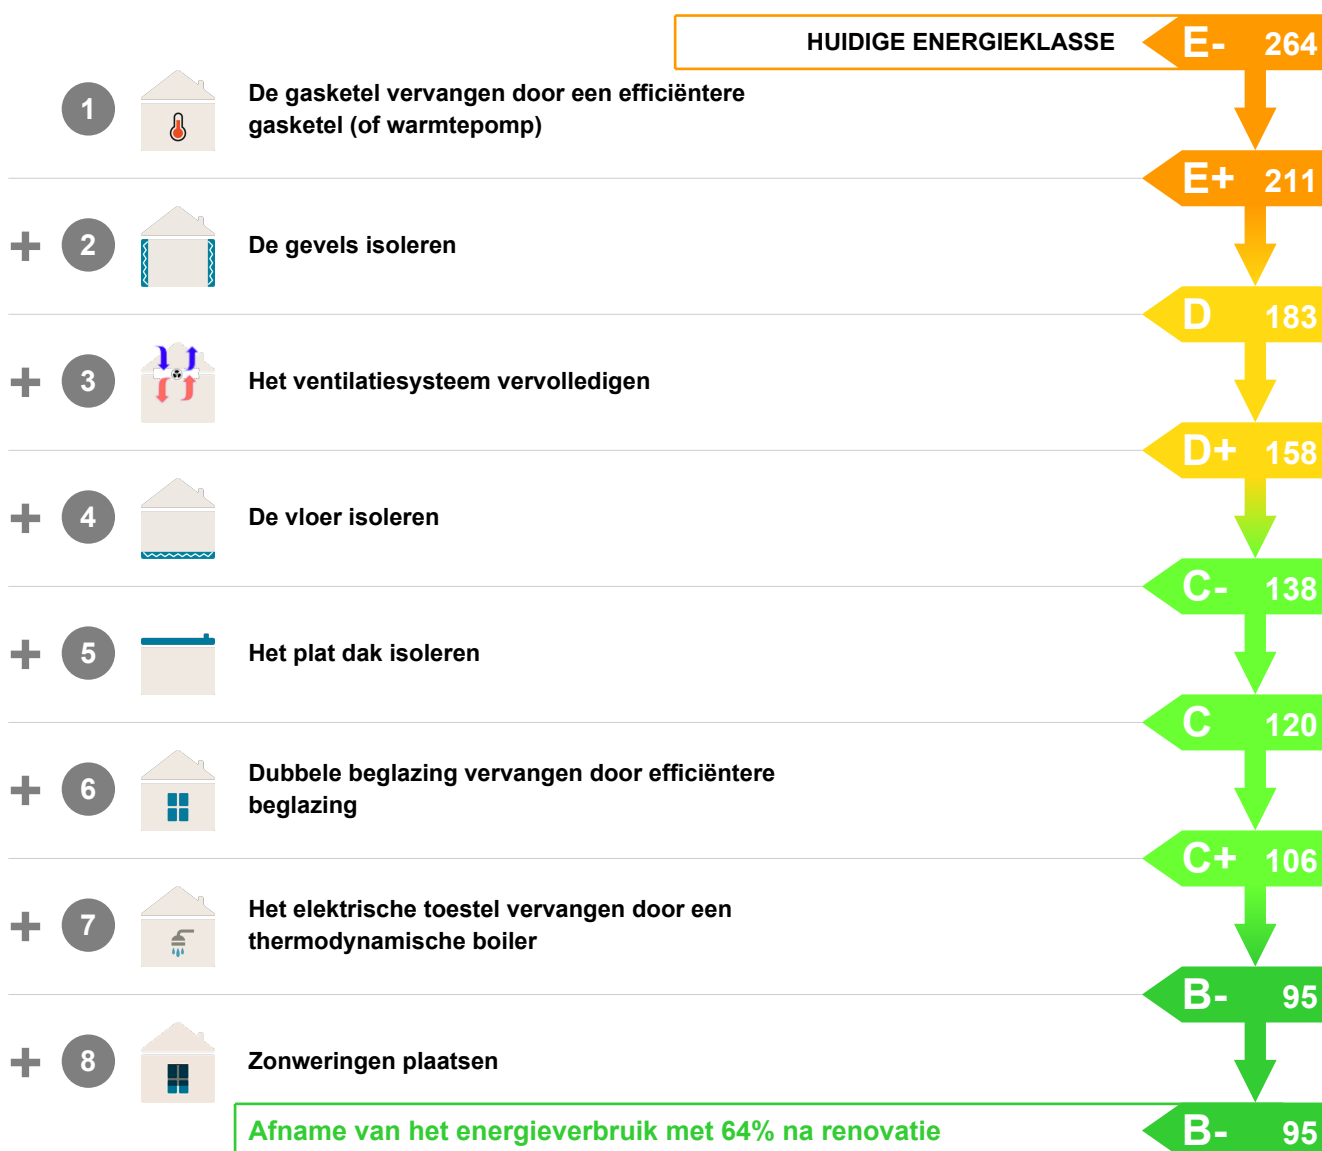 HUIDIGE ENERGIEKLASSE E- 264
1 De gasketel vervangen door een efficiëntere
gasketel (of warmtepomp)
E+ 211
+ 2 De gevels isoleren
D 183
+ 3 Het ventilatiesysteem vervolledigen
D+ 158
+ 4 De vloer isoleren
C- 138
+ 5 Het plat dak isoleren
C 120
+ 6 Dubbele beglazing vervangen door efficiëntere
beglazing
C+ 106
+ 7 Het elektrische toestel vervangen door een
thermodynamische boiler
B- 95
+ 8 Zonweringen plaatsen
Afname van het energieverbruik met 64% na renovatie B- 95